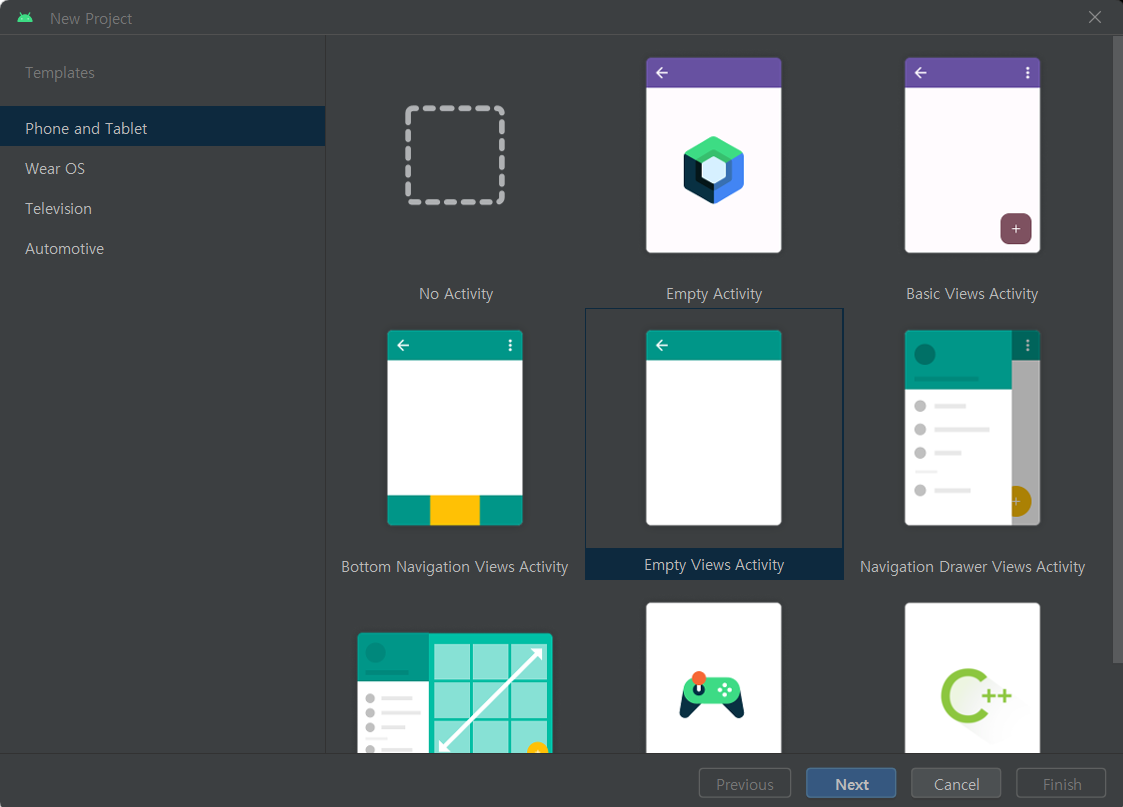 New Project
Templates
Phone and Tablet
Wear OS
Television
Automotive
No Activity
Empty Activity
Basic Views Activity
Bottom Navigation Views Activity
Empty Views Activity
Navigation Drawer Views Activity
C++
Previous
Next
Cancel
Finish